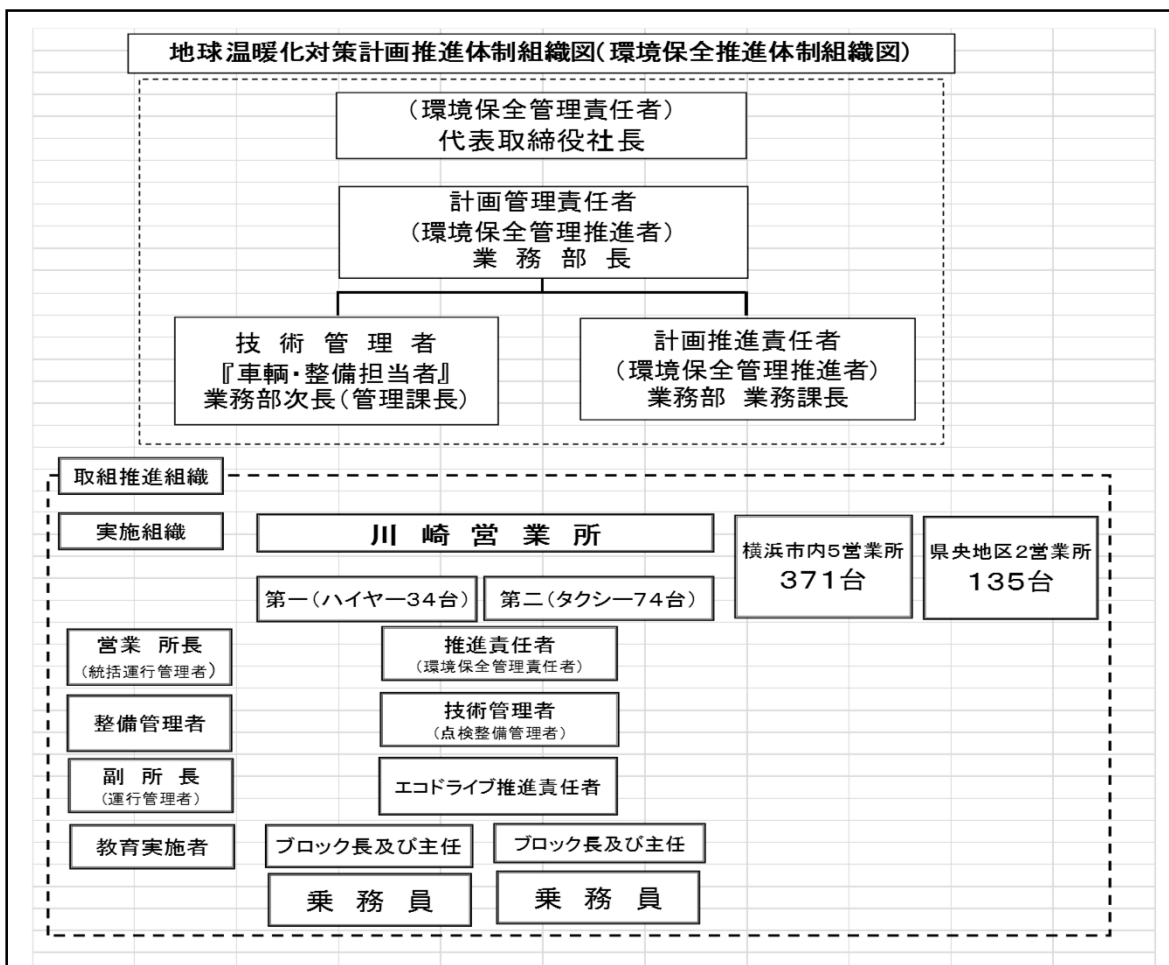 地球温暖化対策計画推進体制組織図(環境保全推進体制組織図)
(環境保全管理責任者)
代表取締役社長
計画管理責任者
(環境保全管理推進者)
業務部長
技術管理者
『車輌・整備担当者』
業務部次長(管理課長)
計画推進責任者
(環境保全管理推進者)
業務部 業務課長
取組推進組織
実施組織
川崎営業所
横浜市内5営業所
371台
県央地区2営業所
135台
第一(ハイヤー34台)
第二(タクシー74台)
営業 所長
(統括運行管理者)
推進責任者
(環境保全管理責任者)
整備管理者
技術管理者
(点検整備管理者)
副所長
(運行管理者)
エコドライブ推進責任者
教育実施者
ブロック長及び主任
ブロック長及び主任
乗務員
乗務員